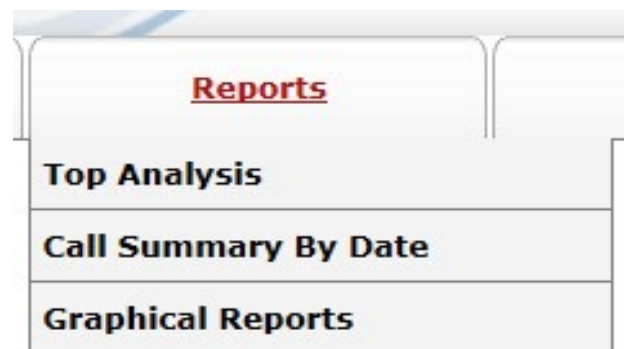 Reports
Top Analysis
Call Summary By Date
Graphical Reports